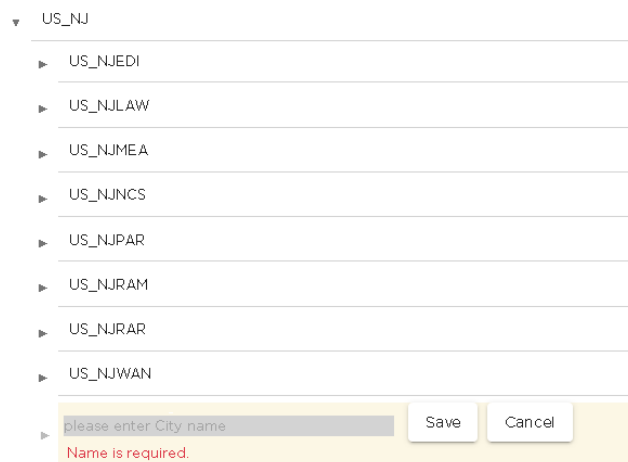 US_NJ
US_NJEDI
US_NJLAW
US_NJMEA
US_NJNCS
US_NJPAR
US_NJRAM
US_NJRAR
US_NJWAN
please enter City name Save Cancel
Name is required.